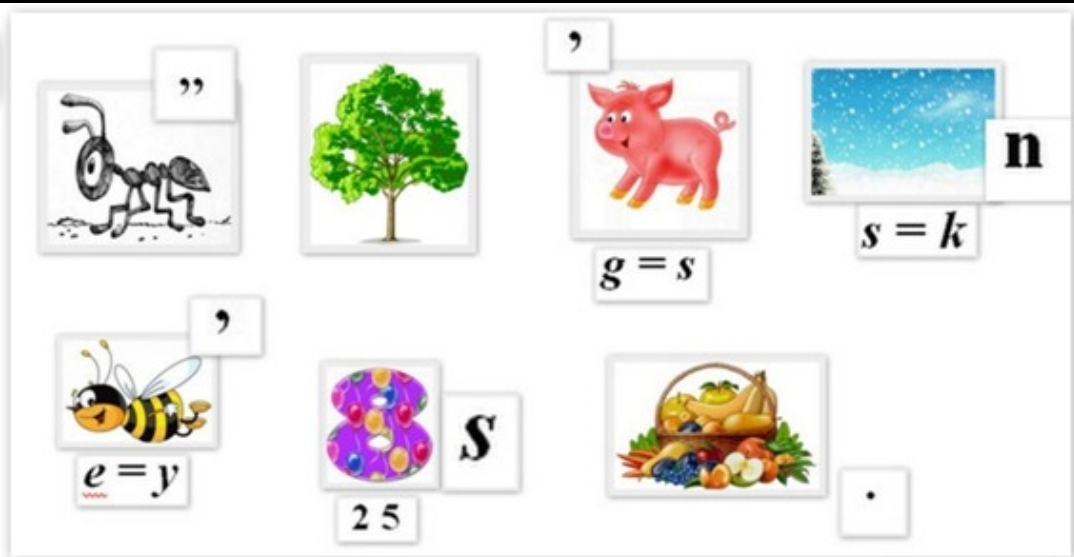 ,,
,
n
g = s
s = k
,
s
e = y
2 5
.